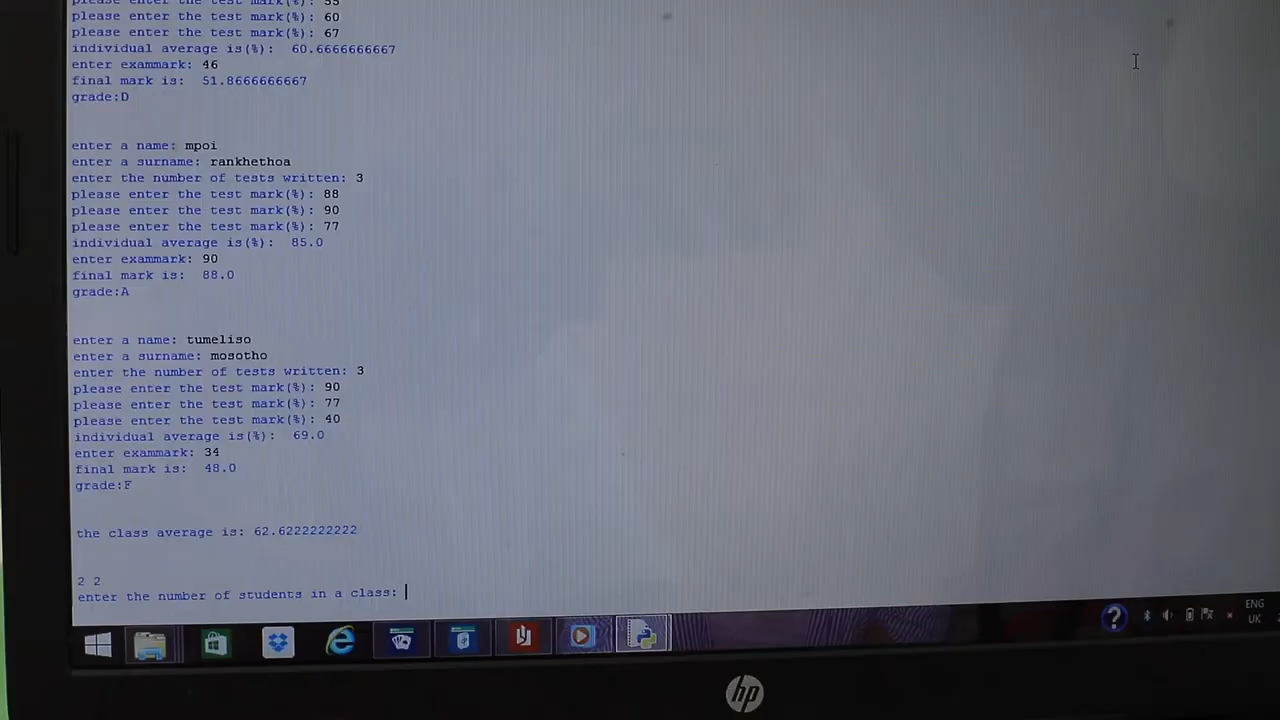 please enter the test mark(%): 55
please enter the test mark(%): 60
please enter the test mark(%): 67
individual average is(%):  60.6666666667
enter exammark: 46
final mark is:  51.8666666667
grade:D
enter a name: mpoi
enter a surname: rankhethoa
enter the number of tests written: 3
please enter the test mark(%): 88
please enter the test mark(%): 90
please enter the test mark(%): 77
individual average is(%):  85.0
enter exammark: 90
final mark is:  88.0
grade:A
enter a name: tumeliso
enter a surname: mosotho
enter the number of tests written: 3
please enter the test mark(%): 90
please enter the test mark(%): 77
please enter the test mark(%): 40
individual average is(%):  69.0
enter exammark: 34
final mark is:  48.0
grade:F
the class average is: 62.6222222222
2 2
enter the number of students in a class:
ENG
UK
hp